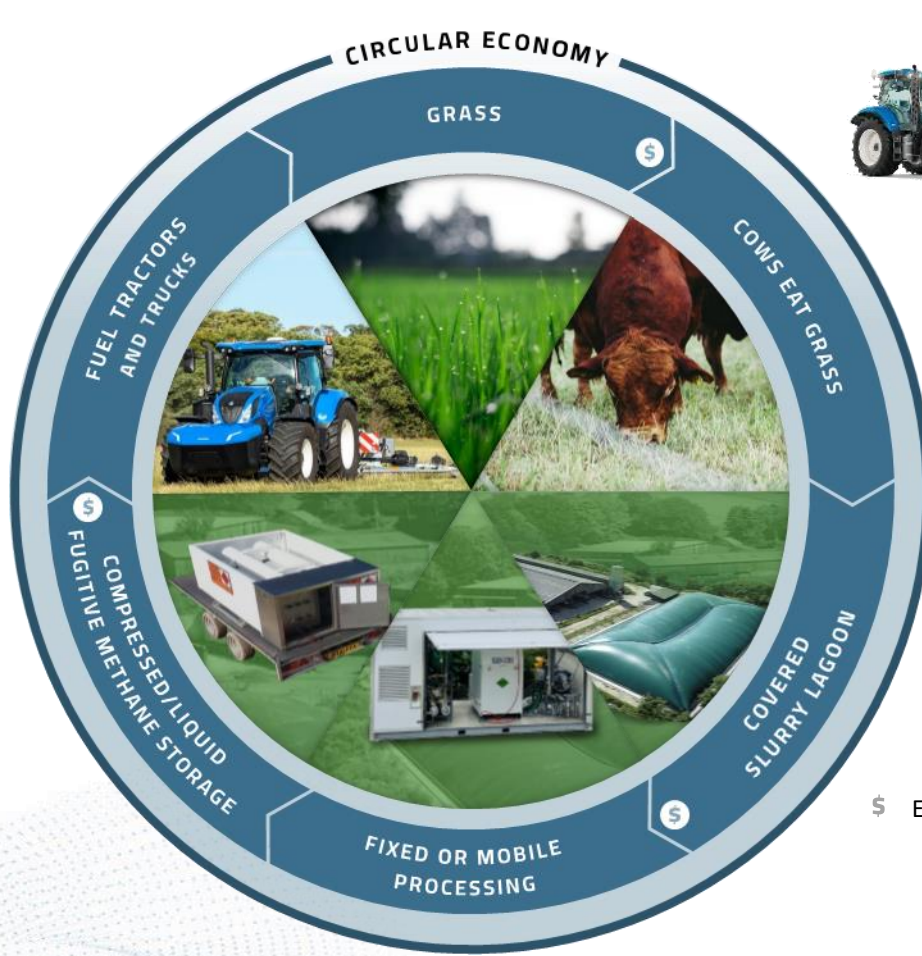 CIRCULAR ECONOMY
GRASS
$
COWS EAT GRASS
COVERED
SLURRY LAGOON
$
FIXED OR MOBILE
PROCESSING
COMPRESSED/LIQUID
FUGITIVE METHANE STORAGE
$
FUEL TRACTORS
AND TRUCKS
$